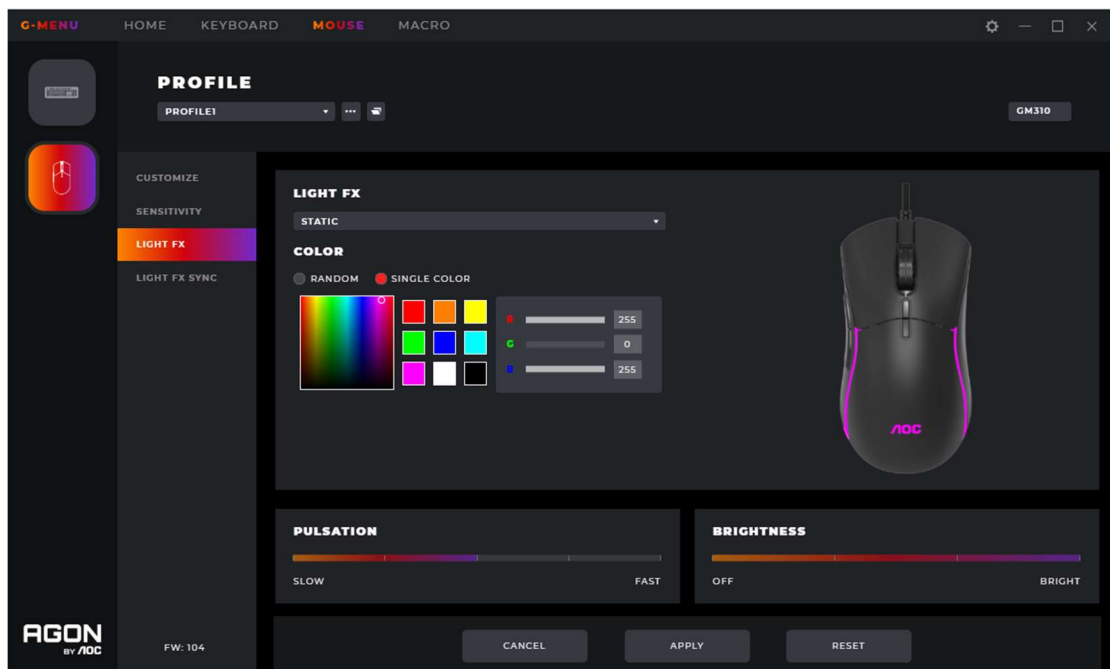 G-MENU HOME KEYBOARD MOUSE MACRO
PROFILE
PROFILE1
GM310
CUSTOMIZE
SENSITIVITY
LIGHT FX
LIGHT FX SYNC
LIGHT FX
STATIC
COLOR
RANDOM SINGLE COLOR
R 255
G 0
B 255
AOC
PULSATION
SLOW FAST
BRIGHTNESS
OFF BRIGHT
AGON
BY AOC
FW: 104
CANCEL APPLY RESET